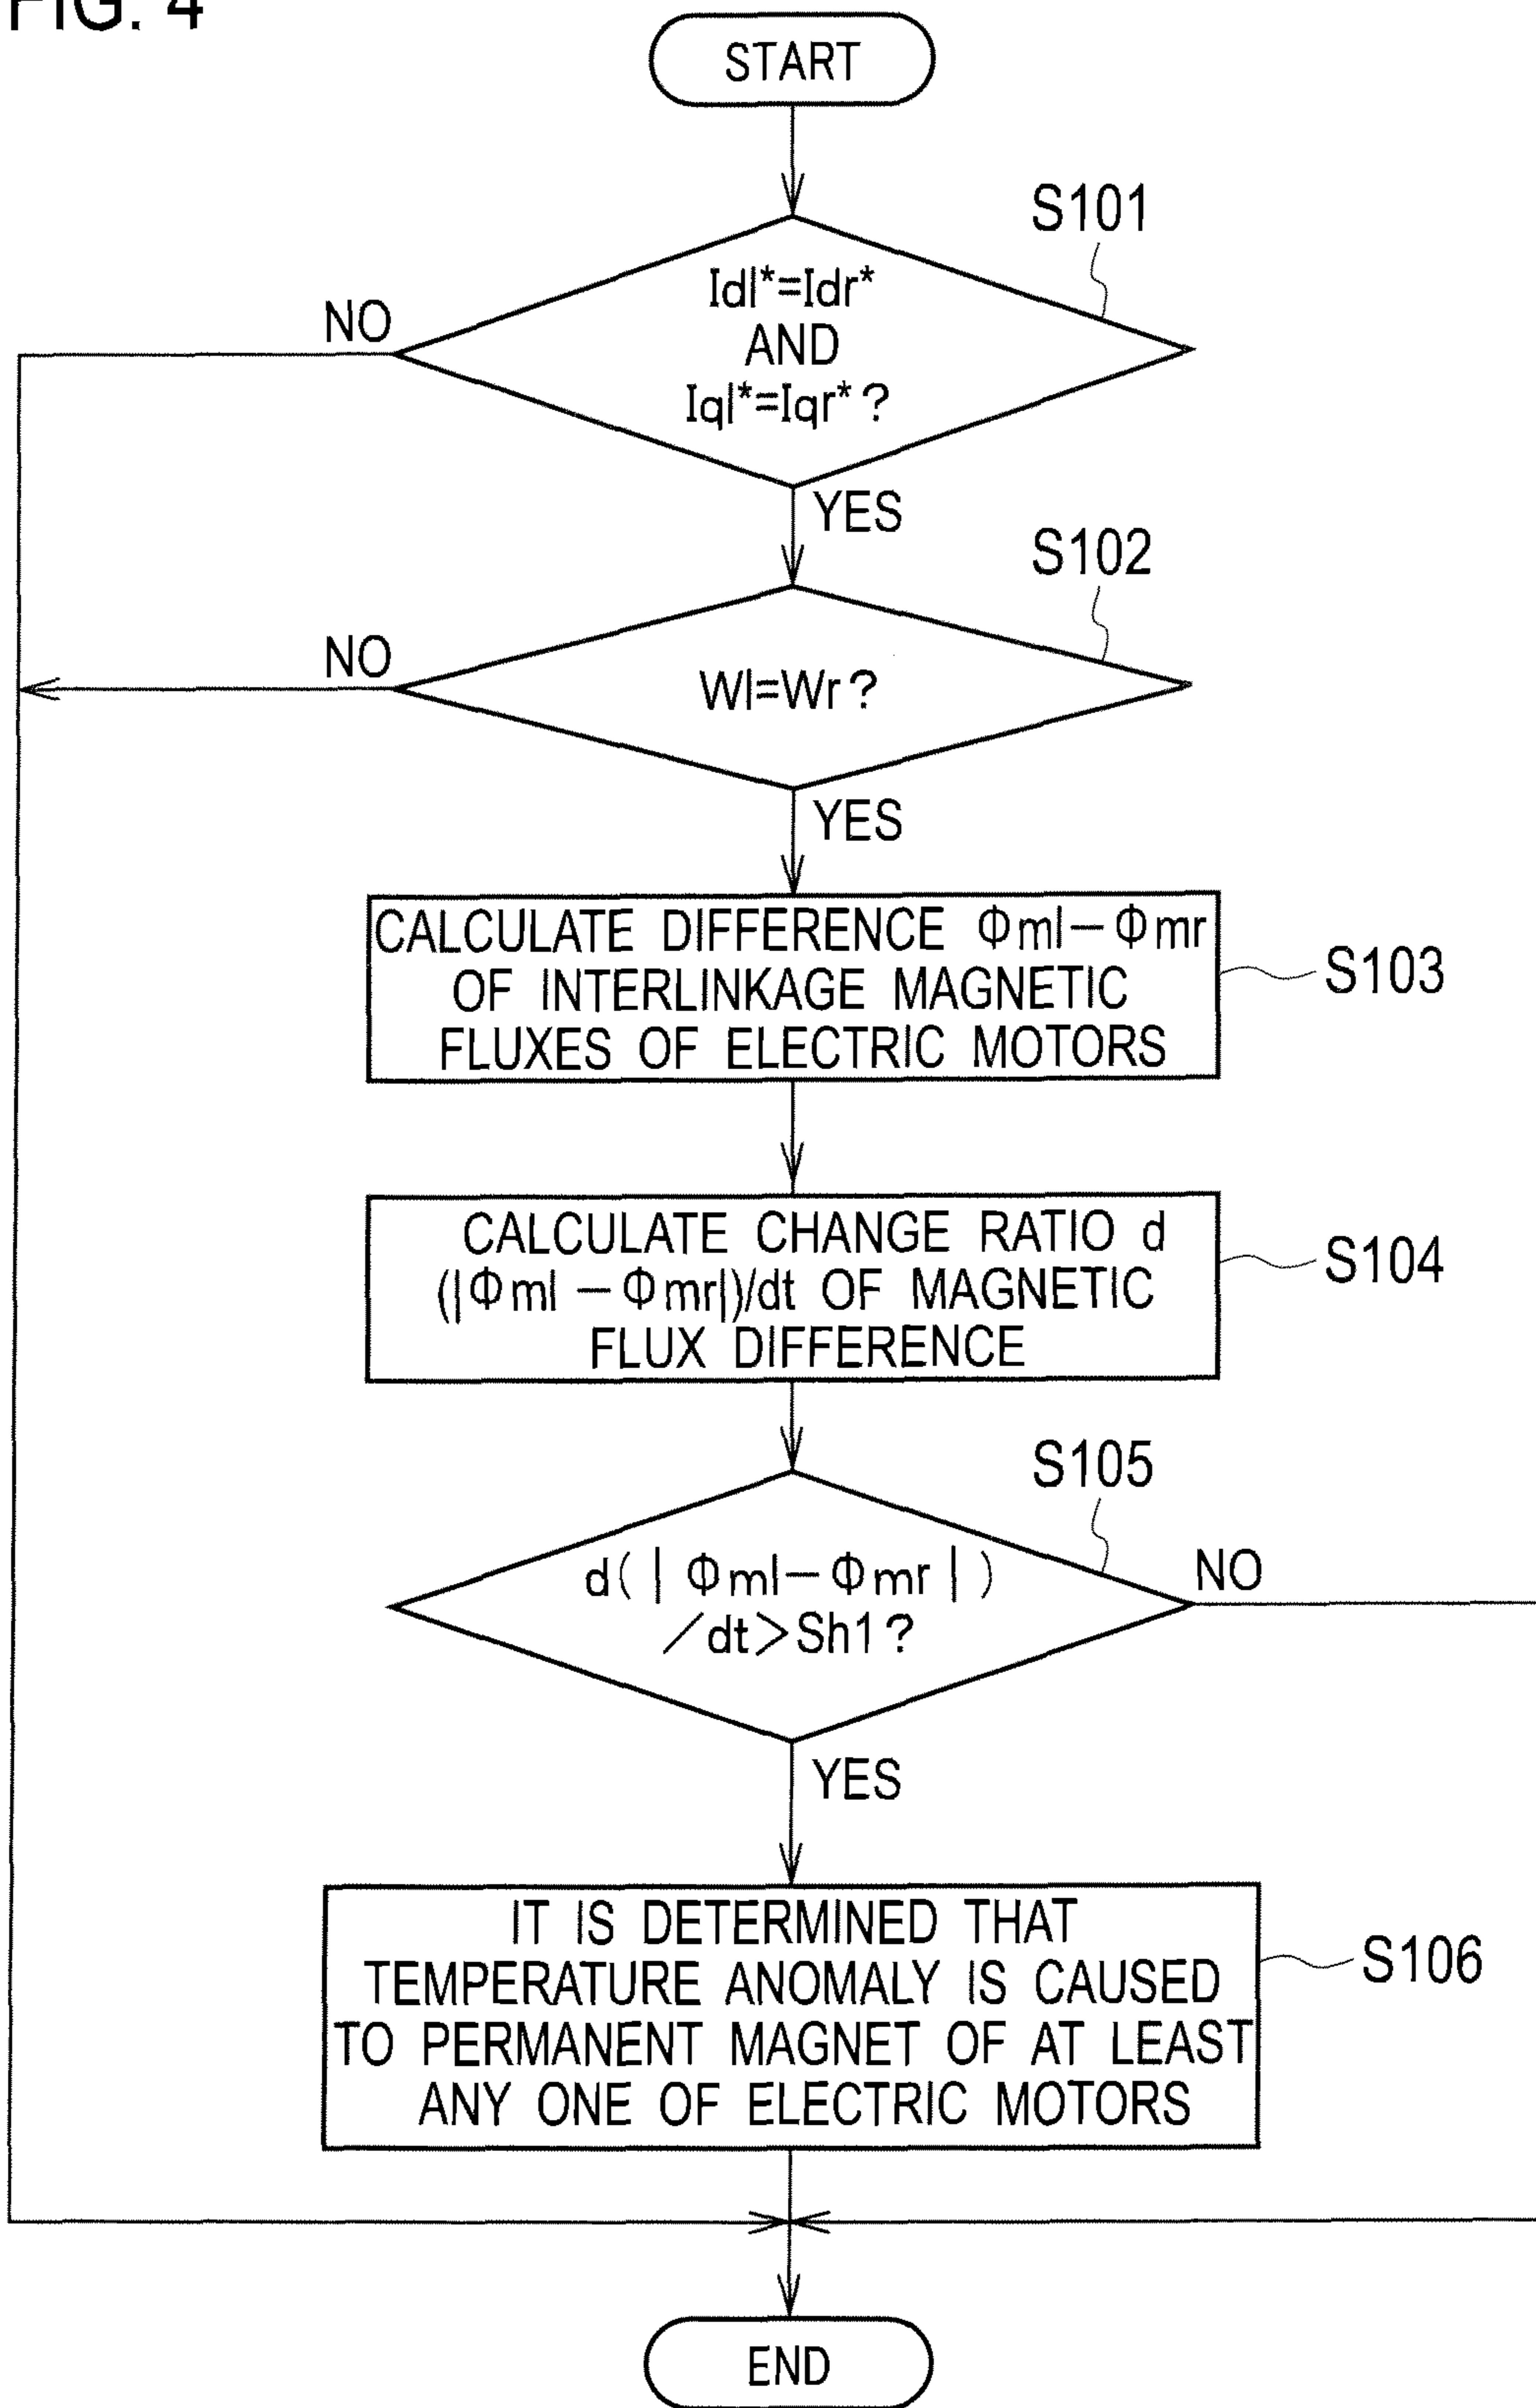 FIG. 4
START
S101
Idl*=Idr*
AND
Iql*=Iqr*?
NO
YES
S102
Wl=Wr?
NO
YES
CALCULATE DIFFERENCE Φml−Φmr
OF INTERLINKAGE MAGNETIC
FLUXES OF ELECTRIC MOTORS
S103
CALCULATE CHANGE RATIO d
(|Φml −Φmr|)/dt OF MAGNETIC
FLUX DIFFERENCE
S104
S105
d(|Φml−Φmr|)
/dt>Sh1?
NO
YES
IT IS DETERMINED THAT
TEMPERATURE ANOMALY IS CAUSED
TO PERMANENT MAGNET OF AT LEAST
ANY ONE OF ELECTRIC MOTORS
S106
END